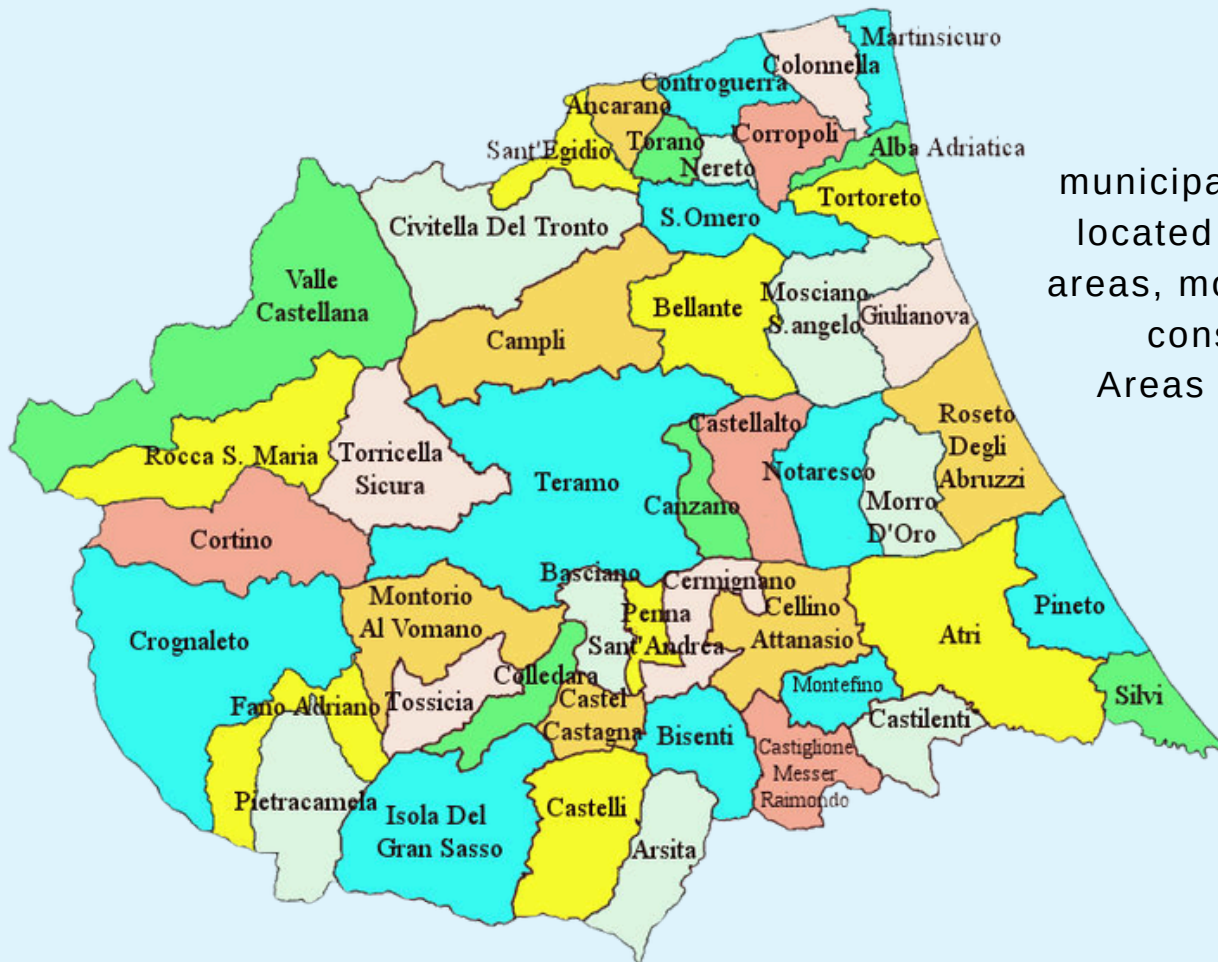 Martinsicuro
Colonnella
Controguerra
Ancarano
Corropoli
Torano
Sant'Egidio
Nereto
Alba Adriatica
Tortoreto
S.Omero
Civitella Del Tronto
Valle
Castellana
Mosciano
S.angelo
Bellante
Giulianova
Campli
Roseto
Degli
Abruzzi
Castellalto
Rocca S. Maria
Torricella
Sicura
Teramo
Notaresco
Canzano
Morro
D'Oro
Cortino
Basciano
Cermignano
Montorio
Al Vomano
Penna
Sant'Andrea
Cellino
Attanasio
Pineto
Crognaleto
Atri
Colledara
Montefino
Silvi
Fano Adriano
Tossicia
Castel
Castagna
Castilenti
Bisenti
Castiglione
Messer
Raimondo
Pietracamela
Isola Del
Gran Sasso
Castelli
Arsita
municipa
located
areas, mo
cons
Areas